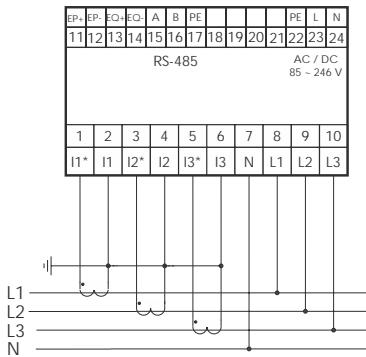 EP+ EP- EQ+ EQ- A B PE PE L N
11 12 13 14 15 16 17 18 19 20 21 22 23 24
RS-485 AC / DC
85 ~ 246 V
1 2 3 4 5 6 7 8 9 10
I1* I1 I2* I2 I3* I3 N L1 L2 L3
L1
L2
L3
N